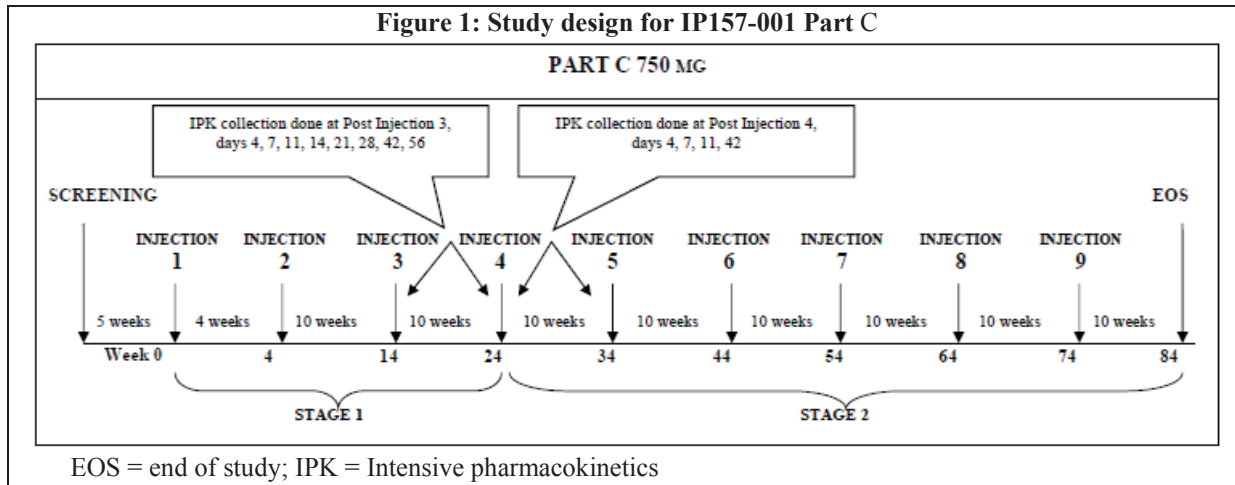 Figure 1: Study design for IP157-001 Part C
PART C 750 MG
IPK collection done at Post Injection 3,
days 4, 7, 11, 14, 21, 28, 42, 56
IPK collection done at Post Injection 4,
days 4, 7, 11, 42
SCREENING
EOS
INJECTION INJECTION INJECTION INJECTION INJECTION INJECTION INJECTION INJECTION INJECTION
1 2 3 4 5 6 7 8 9
5 weeks 4 weeks 10 weeks 10 weeks 10 weeks 10 weeks 10 weeks 10 weeks 10 weeks 10 weeks
Week 0 4 14 24 34 44 54 64 74 84
STAGE 1 STAGE 2
EOS = end of study; IPK = Intensive pharmacokinetics